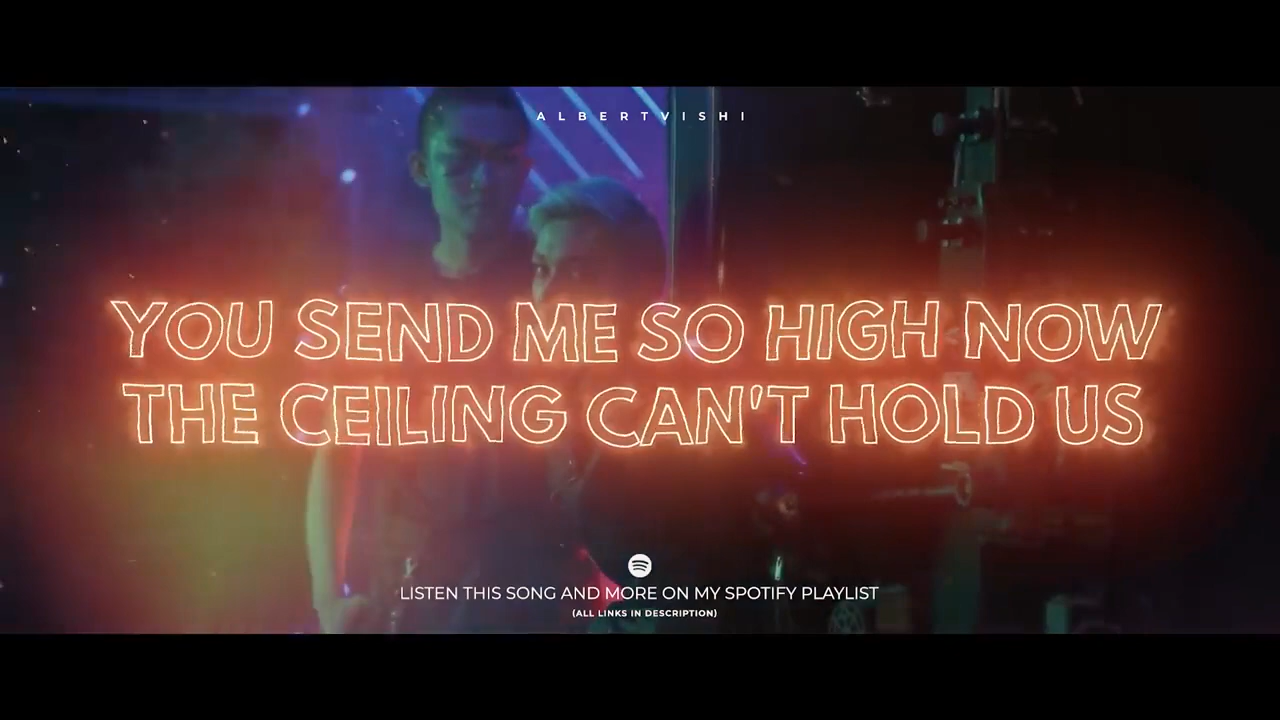 ALBERTVISHI
YOU SEND ME SO HIGH NOW
THE CEILING CAN'T HOLD US
LISTEN THIS SONG AND MORE ON MY SPOTIFY PLAYLIST
(ALL LINKS IN DESCRIPTION)